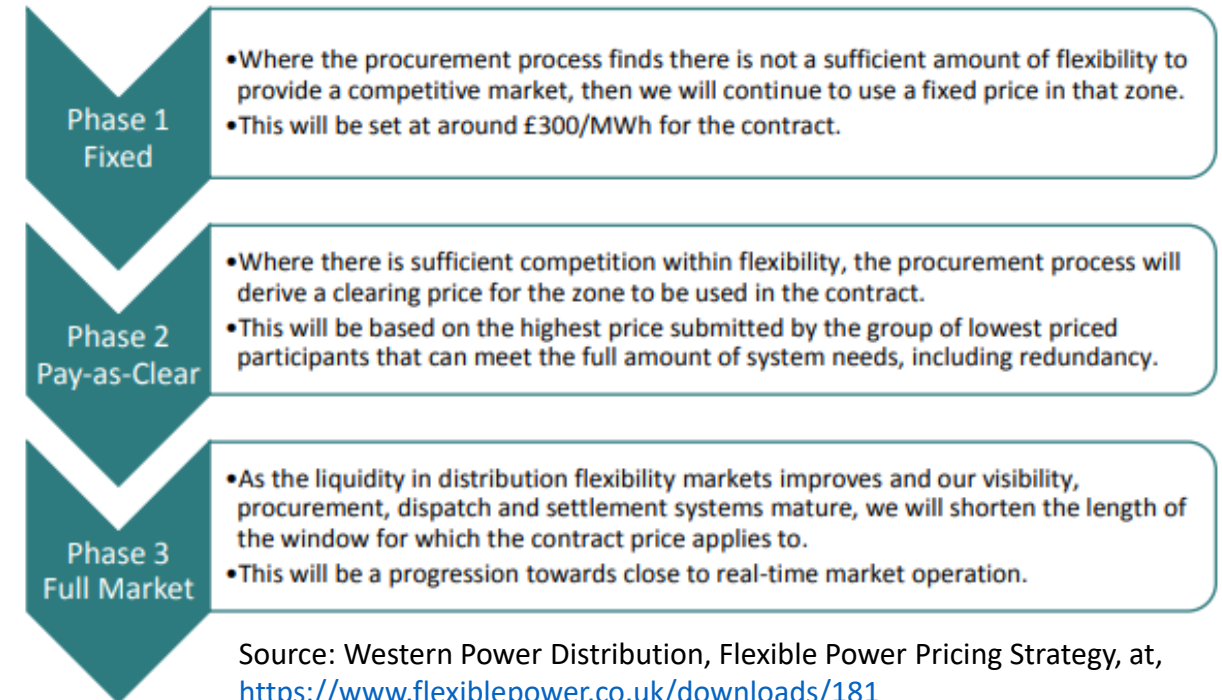 Phase 1
Fixed
•Where the procurement process finds there is not a sufficient amount of flexibility to
provide a competitive market, then we will continue to use a fixed price in that zone.
•This will be set at around £300/MWh for the contract.
Phase 2
Pay-as-Clear
•Where there is sufficient competition within flexibility, the procurement process will
derive a clearing price for the zone to be used in the contract.
•This will be based on the highest price submitted by the group of lowest priced
participants that can meet the full amount of system needs, including redundancy.
Phase 3
Full Market
•As the liquidity in distribution flexibility markets improves and our visibility,
procurement, dispatch and settlement systems mature, we will shorten the length of
the window for which the contract price applies to.
•This will be a progression towards close to real-time market operation.
Source: Western Power Distribution, Flexible Power Pricing Strategy, at,
https://www.flexiblepower.co.uk/downloads/181